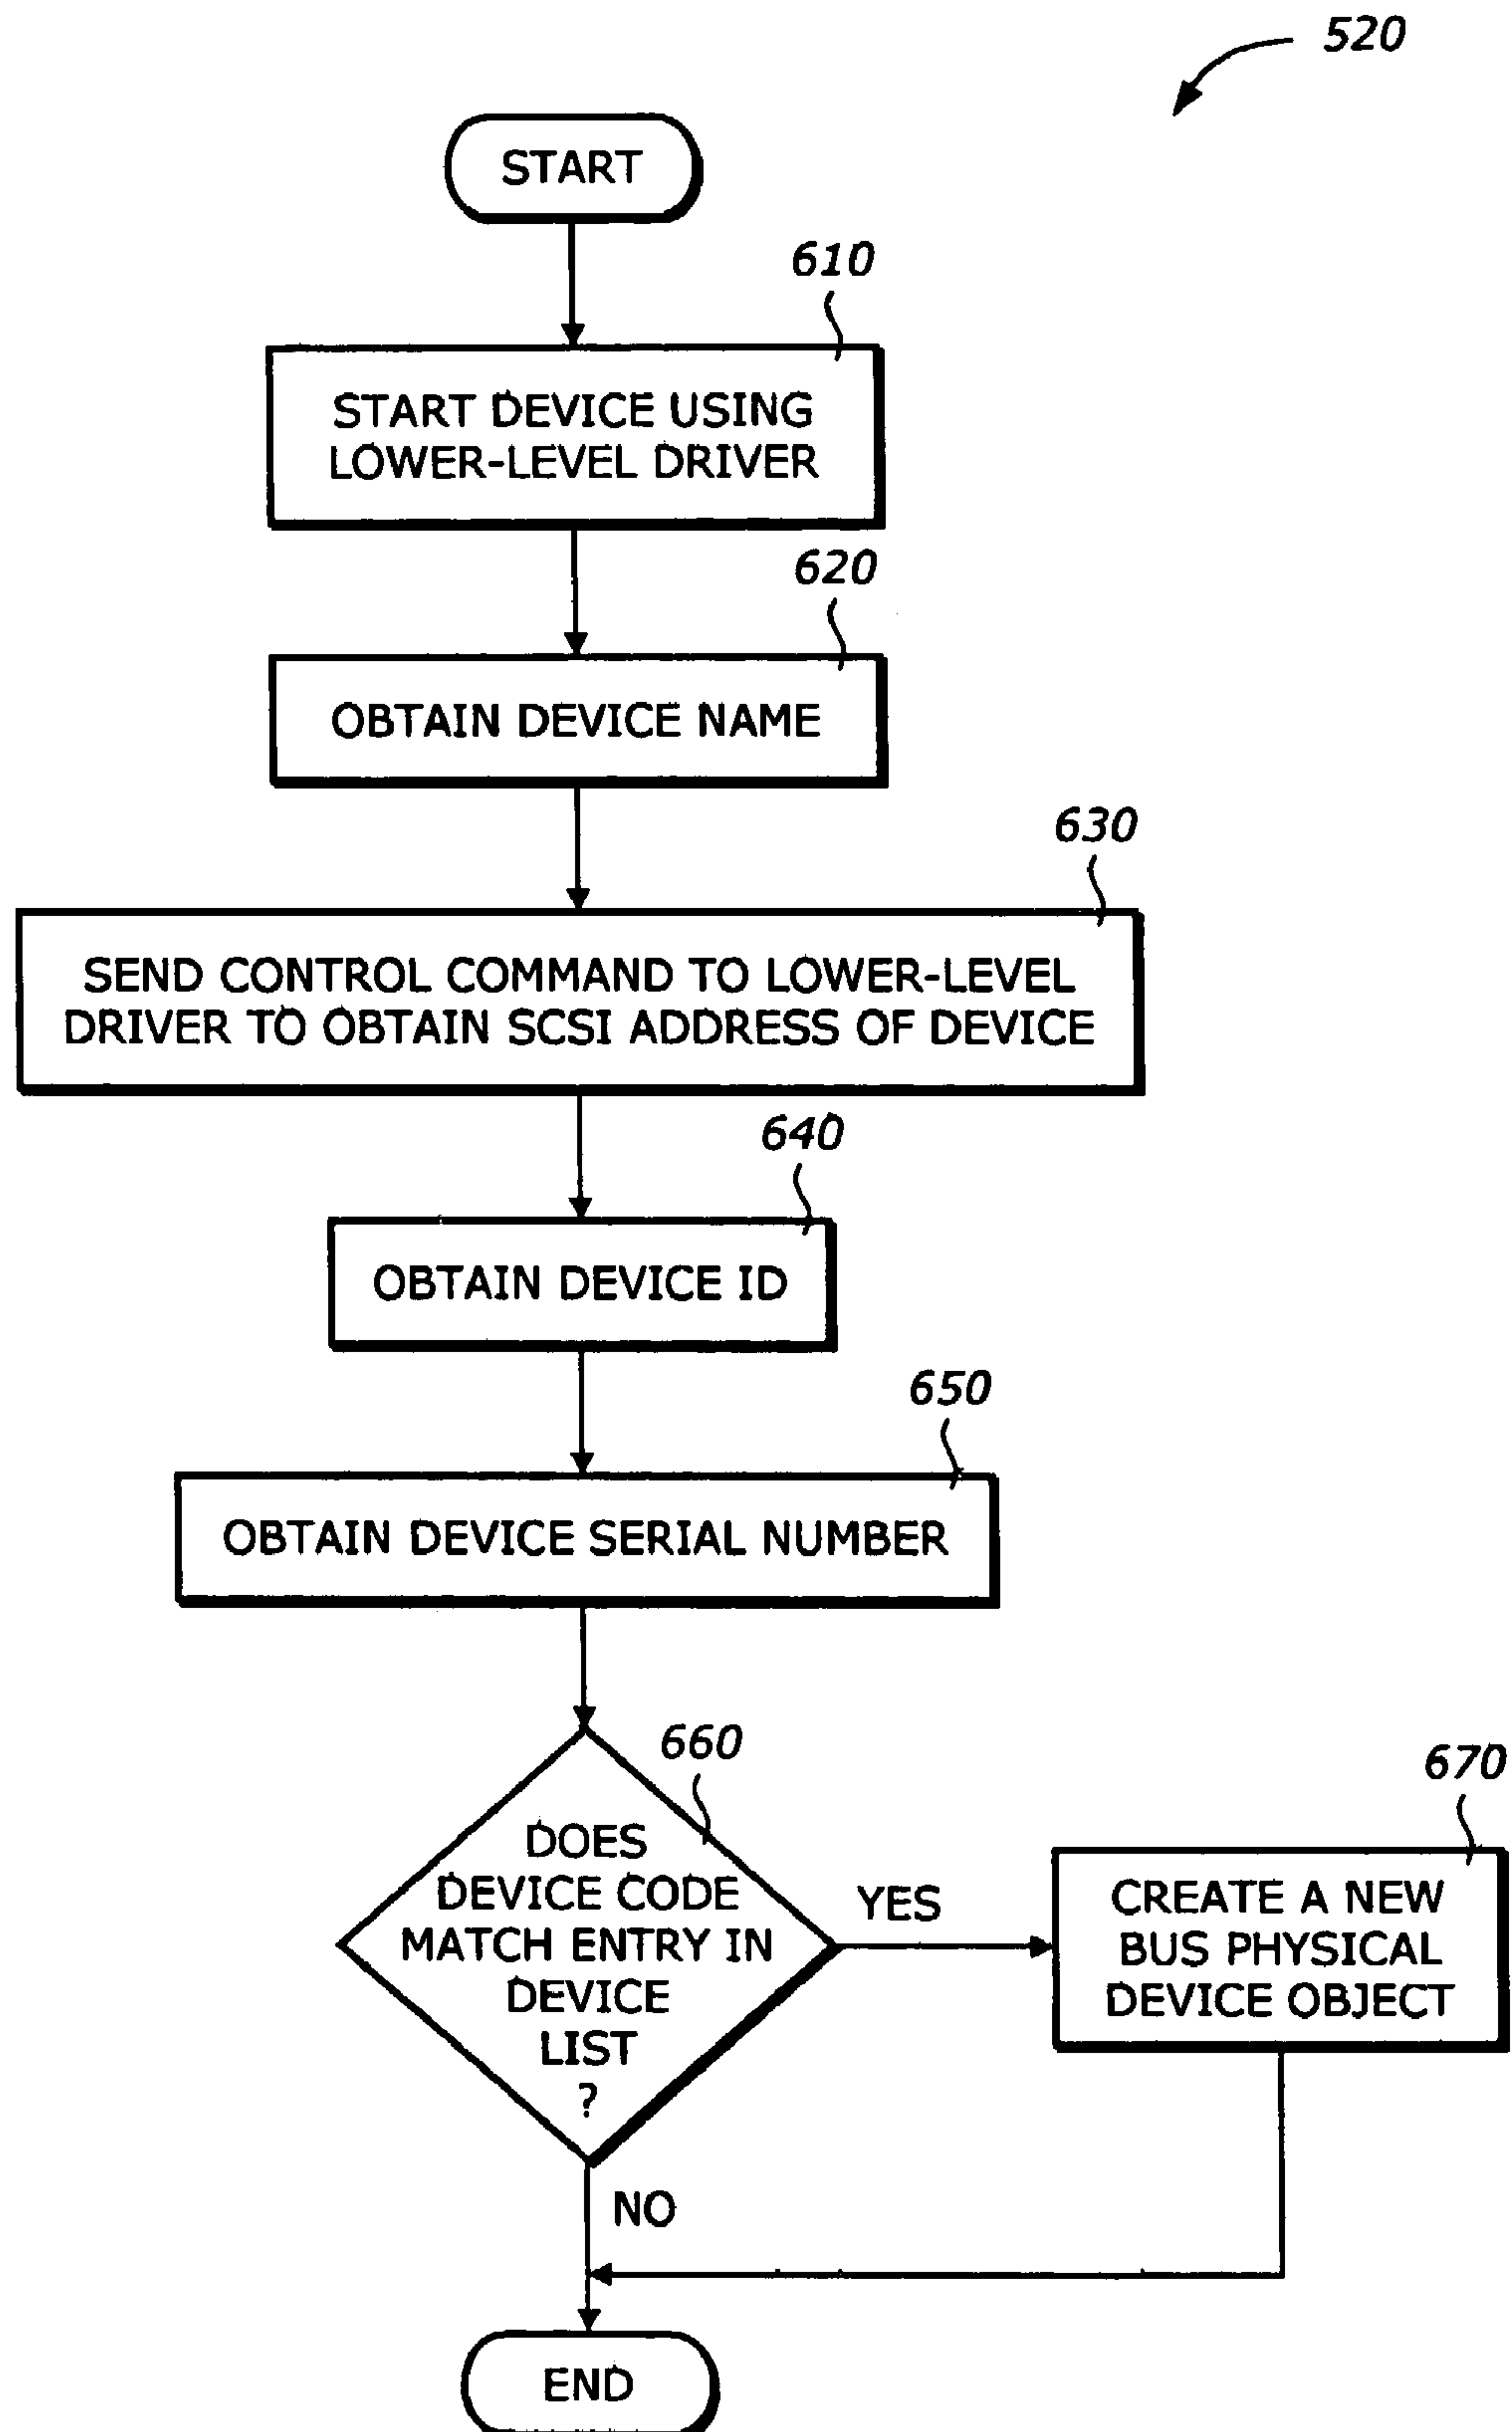 520
START
610
START DEVICE USING
LOWER-LEVEL DRIVER
620
OBTAIN DEVICE NAME
630
SEND CONTROL COMMAND TO LOWER-LEVEL
DRIVER TO OBTAIN SCSI ADDRESS OF DEVICE
640
OBTAIN DEVICE ID
650
OBTAIN DEVICE SERIAL NUMBER
660
DOES
DEVICE CODE
MATCH ENTRY IN
DEVICE
LIST
?
YES
670
CREATE A NEW
BUS PHYSICAL
DEVICE OBJECT
NO
END